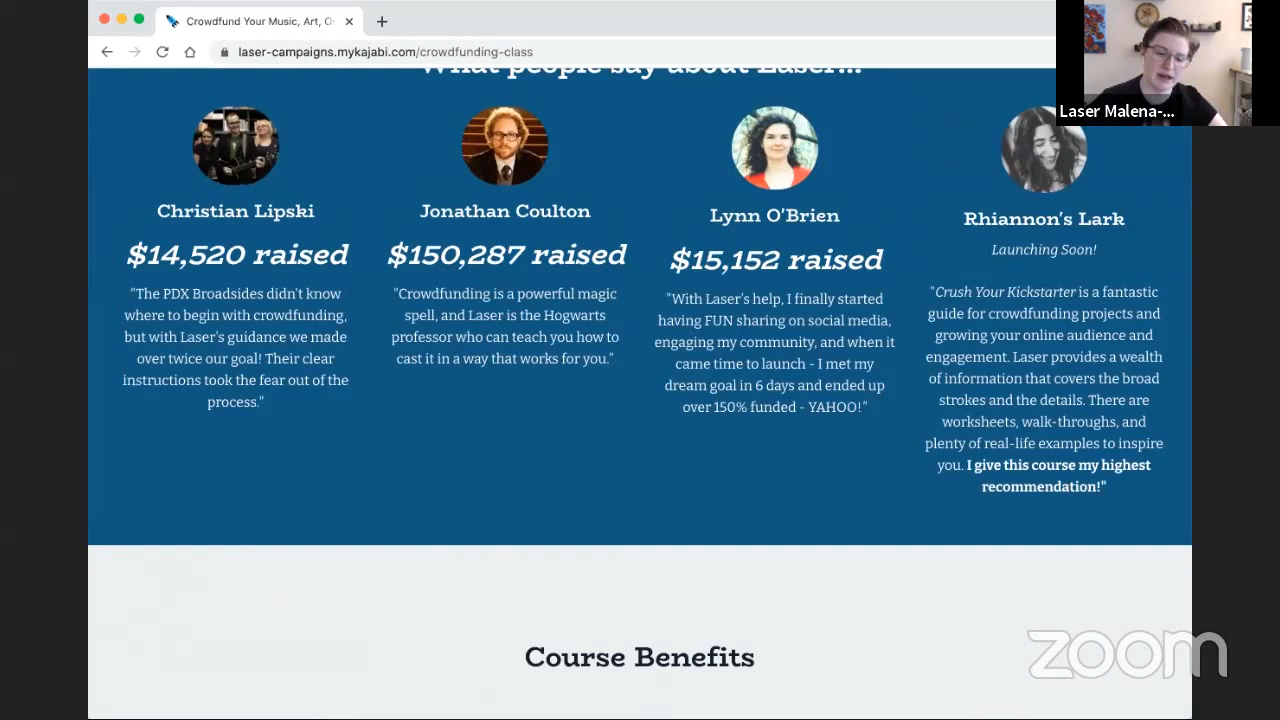 Crowdfund Your Music, Art, Or
laser-campaigns.mykajabi.com/crowdfunding-class
Laser Malena-...
What people say about Laser...
Christian Lipski
$14,520 raised
"The PDX Broadsides didn't know
where to begin with crowdfunding,
but with Laser's guidance we made
over twice our goal! Their clear
instructions took the fear out of the
process."
Jonathan Coulton
$150,287 raised
"Crowdfunding is a powerful magic
spell, and Laser is the Hogwarts
professor who can teach you how to
cast it in a way that works for you."
Lynn O'Brien
$15,152 raised
"With Laser's help, I finally started
having FUN sharing on social media,
engaging my community, and when it
came time to launch - I met my
dream goal in 6 days and ended up
over 150% funded - YAHOO!"
Rhiannon's Lark
Launching Soon!
"Crush Your Kickstarter is a fantastic
guide for crowdfunding projects and
growing your online audience and
engagement. Laser provides a wealth
of information that covers the broad
strokes and the details. There are
worksheets, walk-throughs, and
plenty of real-life examples to inspire
you. I give this course my highest
recommendation!"
Course Benefits
zoom